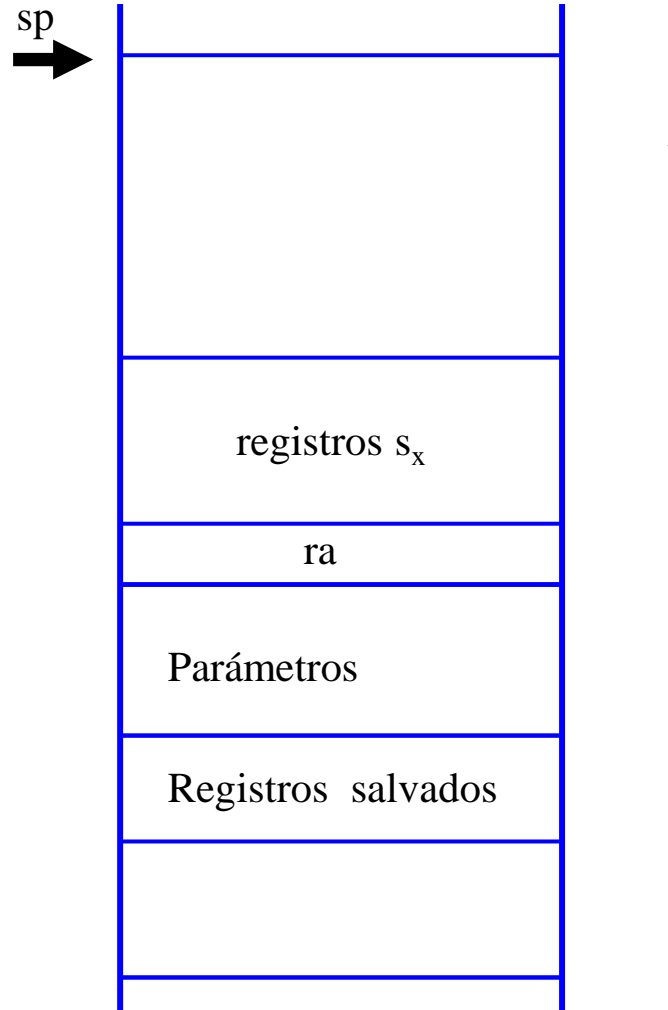 sp
registros sₓ
ra
Parámetros
Registros salvados